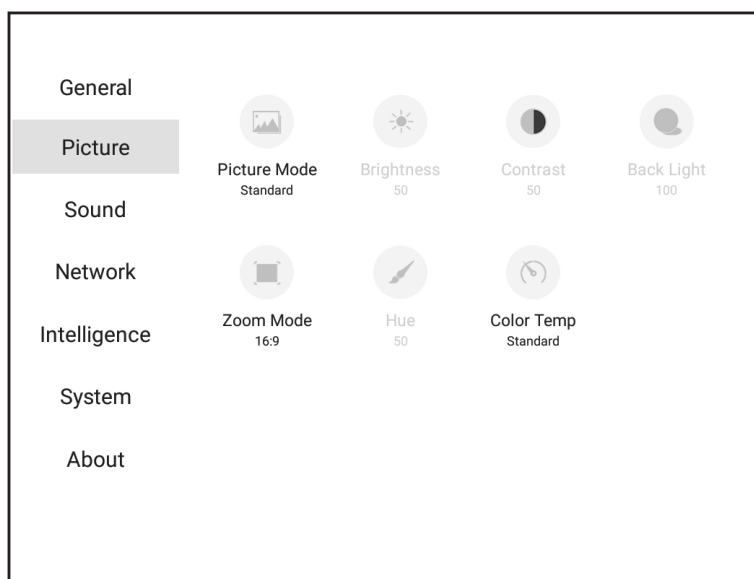 General
Picture
Sound
Network
Intelligence
System
About
Picture Mode
Standard
Brightness
50
Contrast
50
Back Light
100
Zoom Mode
16:9
Hue
50
Color Temp
Standard